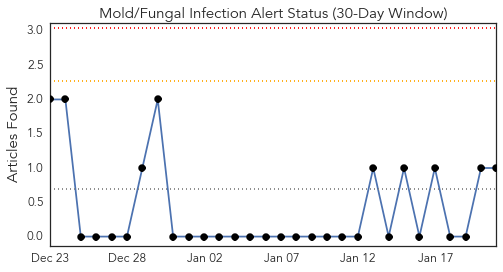 Mold/Fungal Infection Alert Status (30-Day Window)
Articles Found
3.0
2.5
2.0
1.5
1.0
0.5
0.0
Dec 23 Dec 28 Jan 02 Jan 07 Jan 12 Jan 17